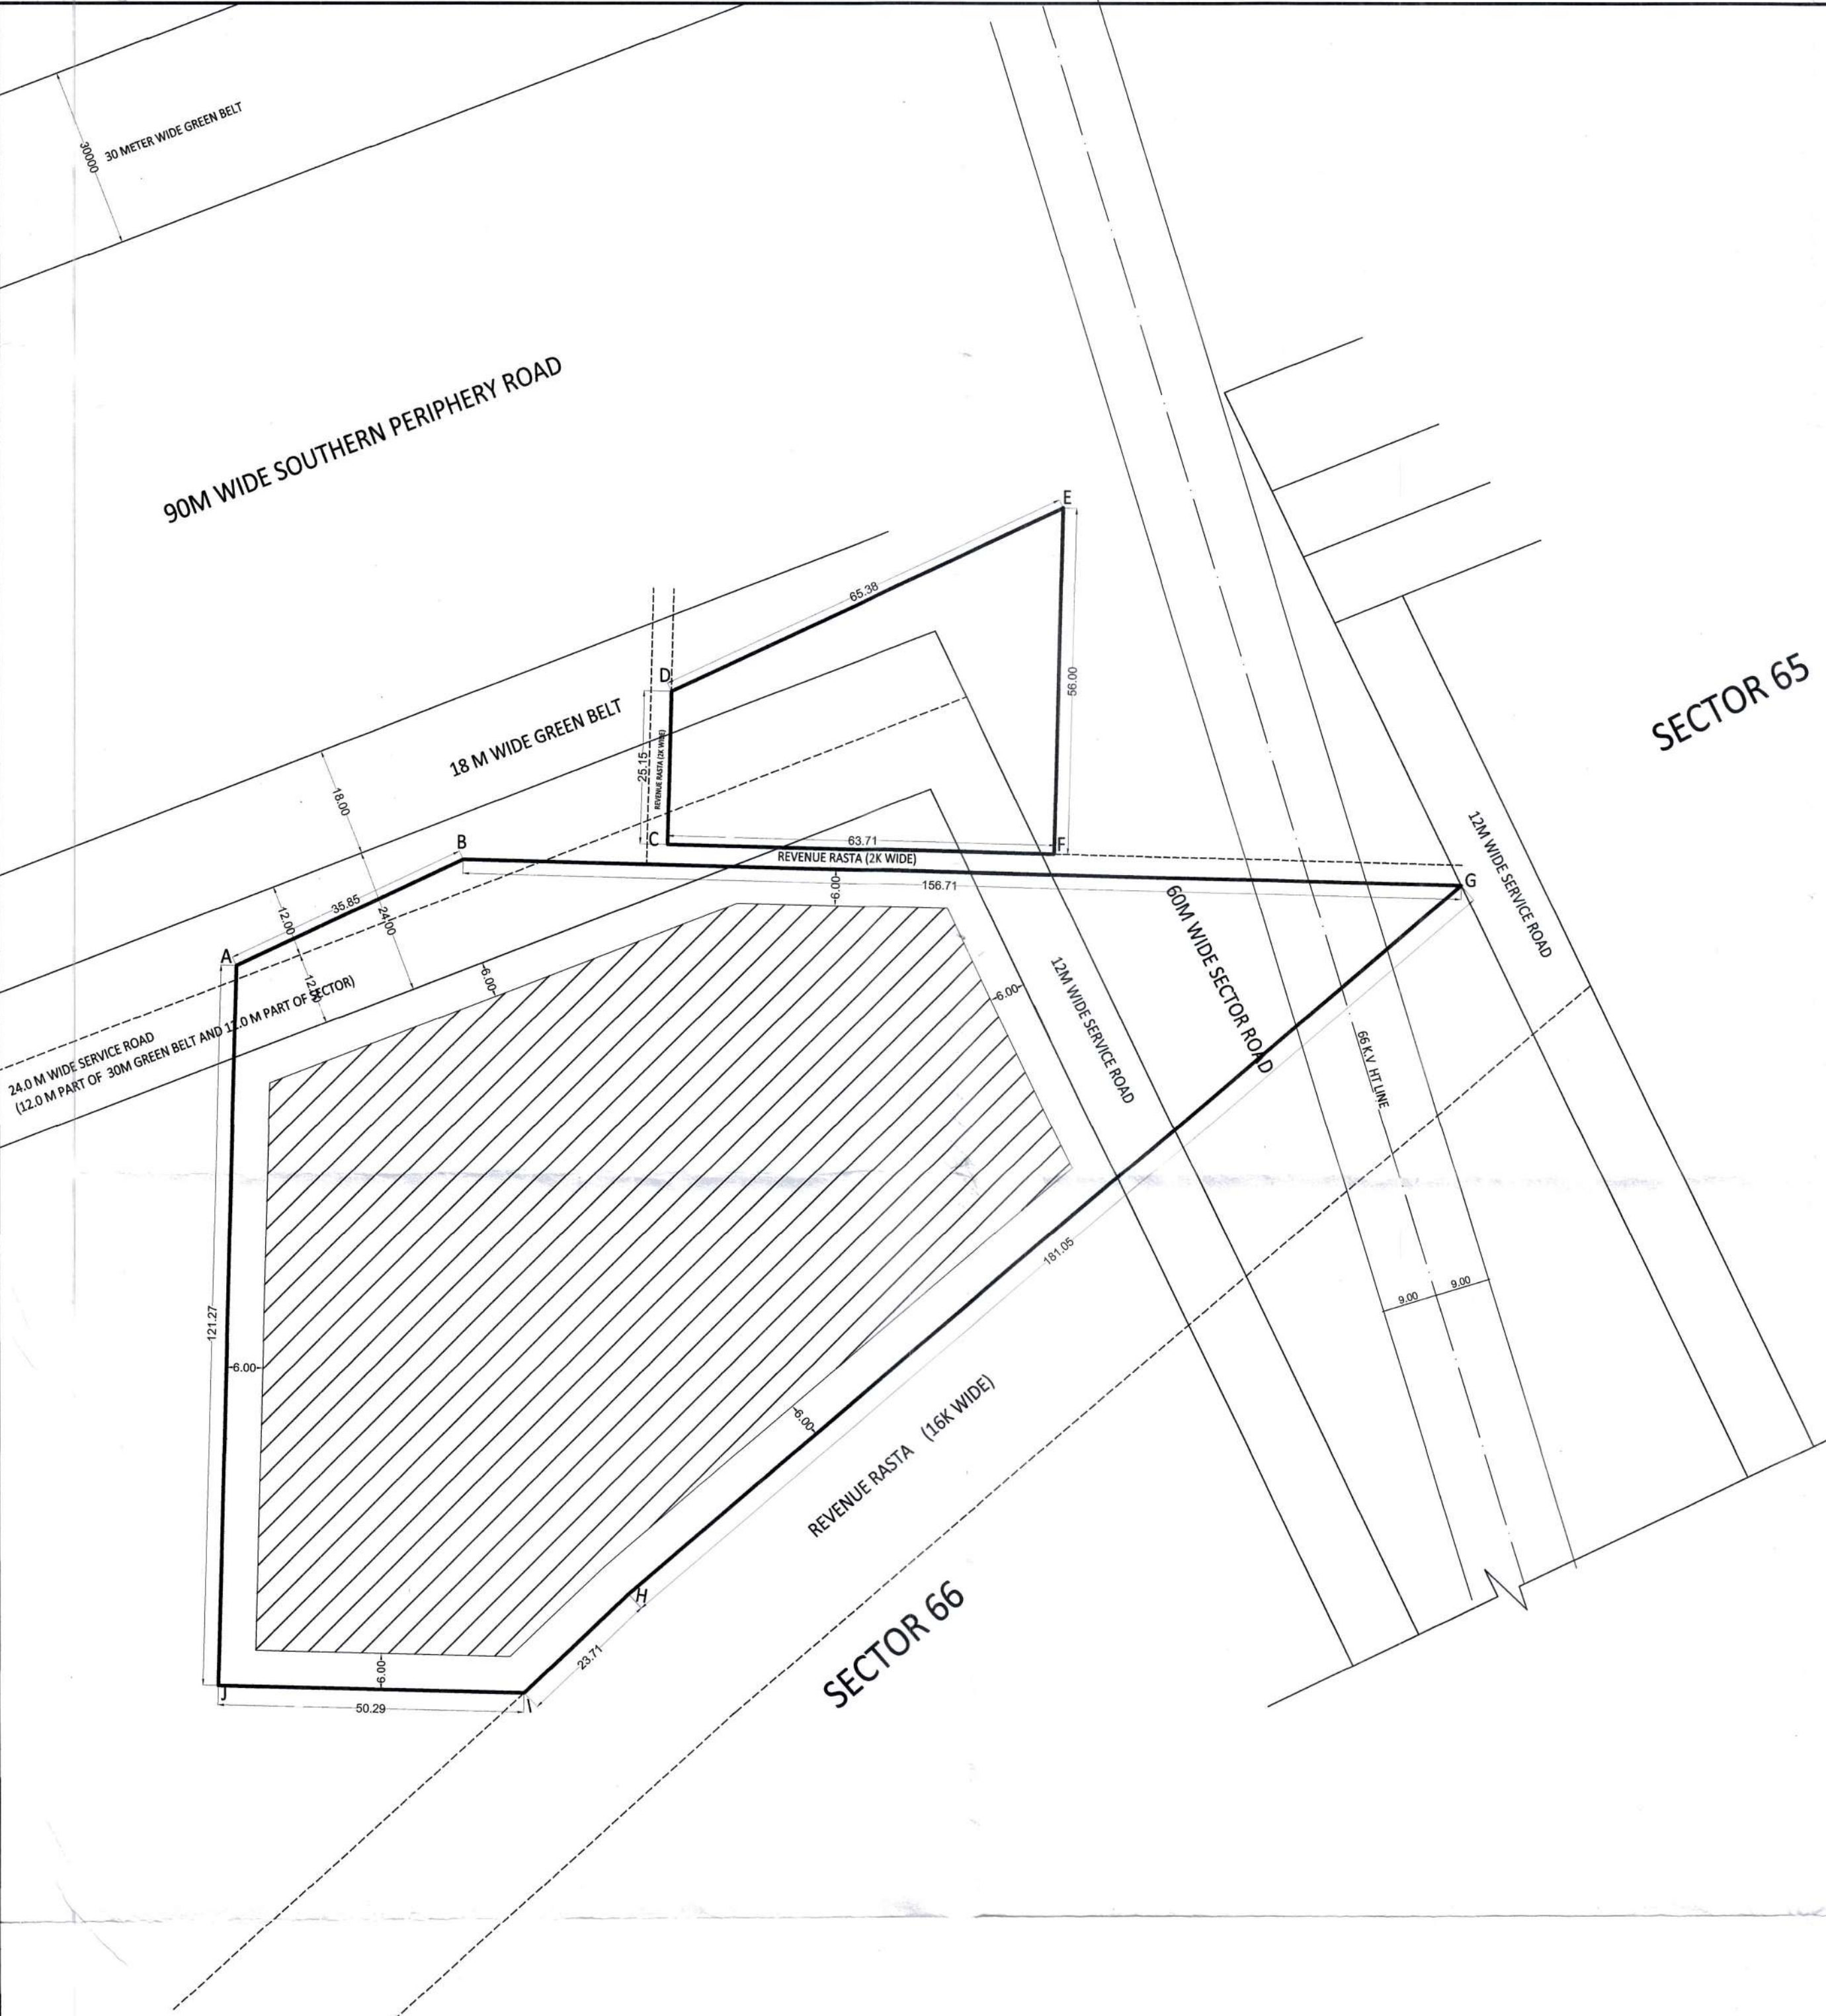 30000
30 METER WIDE GREEN BELT
90M WIDE SOUTHERN PERIPHERY ROAD
E
65.38
56.00
D
SECTOR 65
18 M WIDE GREEN BELT
25.15
REVENUE RASTA (2K WIDE)
18.00
C
63.71
F
REVENUE RASTA (2K WIDE)
12M WIDE SERVICE ROAD
B
6.00
156.71
G
35.85
12.00
24.00
60M WIDE SECTOR ROAD
A
12.00
6.00
6.00
12M WIDE SERVICE ROAD
24.0 M WIDE SERVICE ROAD
(12.0 M PART OF 30M GREEN BELT AND 12.0 M PART OF SECTOR)
66 K.V HT LINE
181.05
9.00
9.00
121.27
6.00
6.00
REVENUE RASTA (16K WIDE)
H
SECTOR 66
23.71
6.00
J
50.29
I